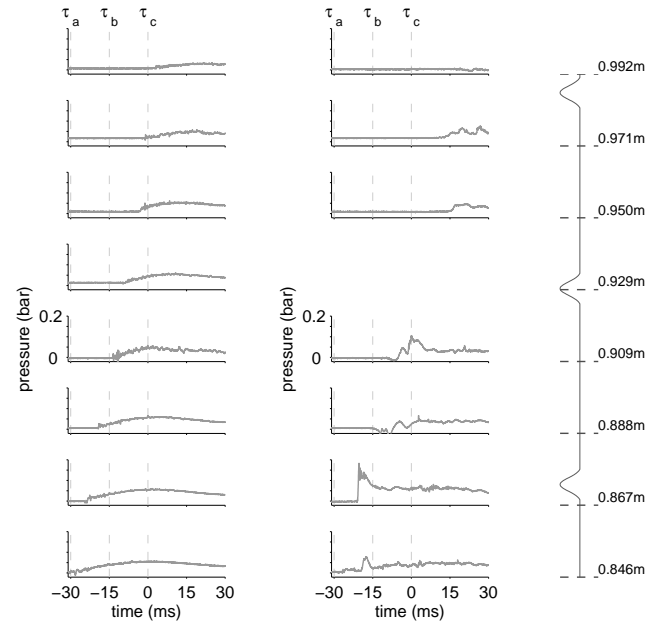 τa τb τc τa τb τc
0.992m
0.971m
0.950m
0.929m
pressure (bar) 0.2 0 pressure (bar) 0.2 0 0.909m
0.888m
0.867m
0.846m
−30 −15 0 15 30 −30 −15 0 15 30
time (ms) time (ms)